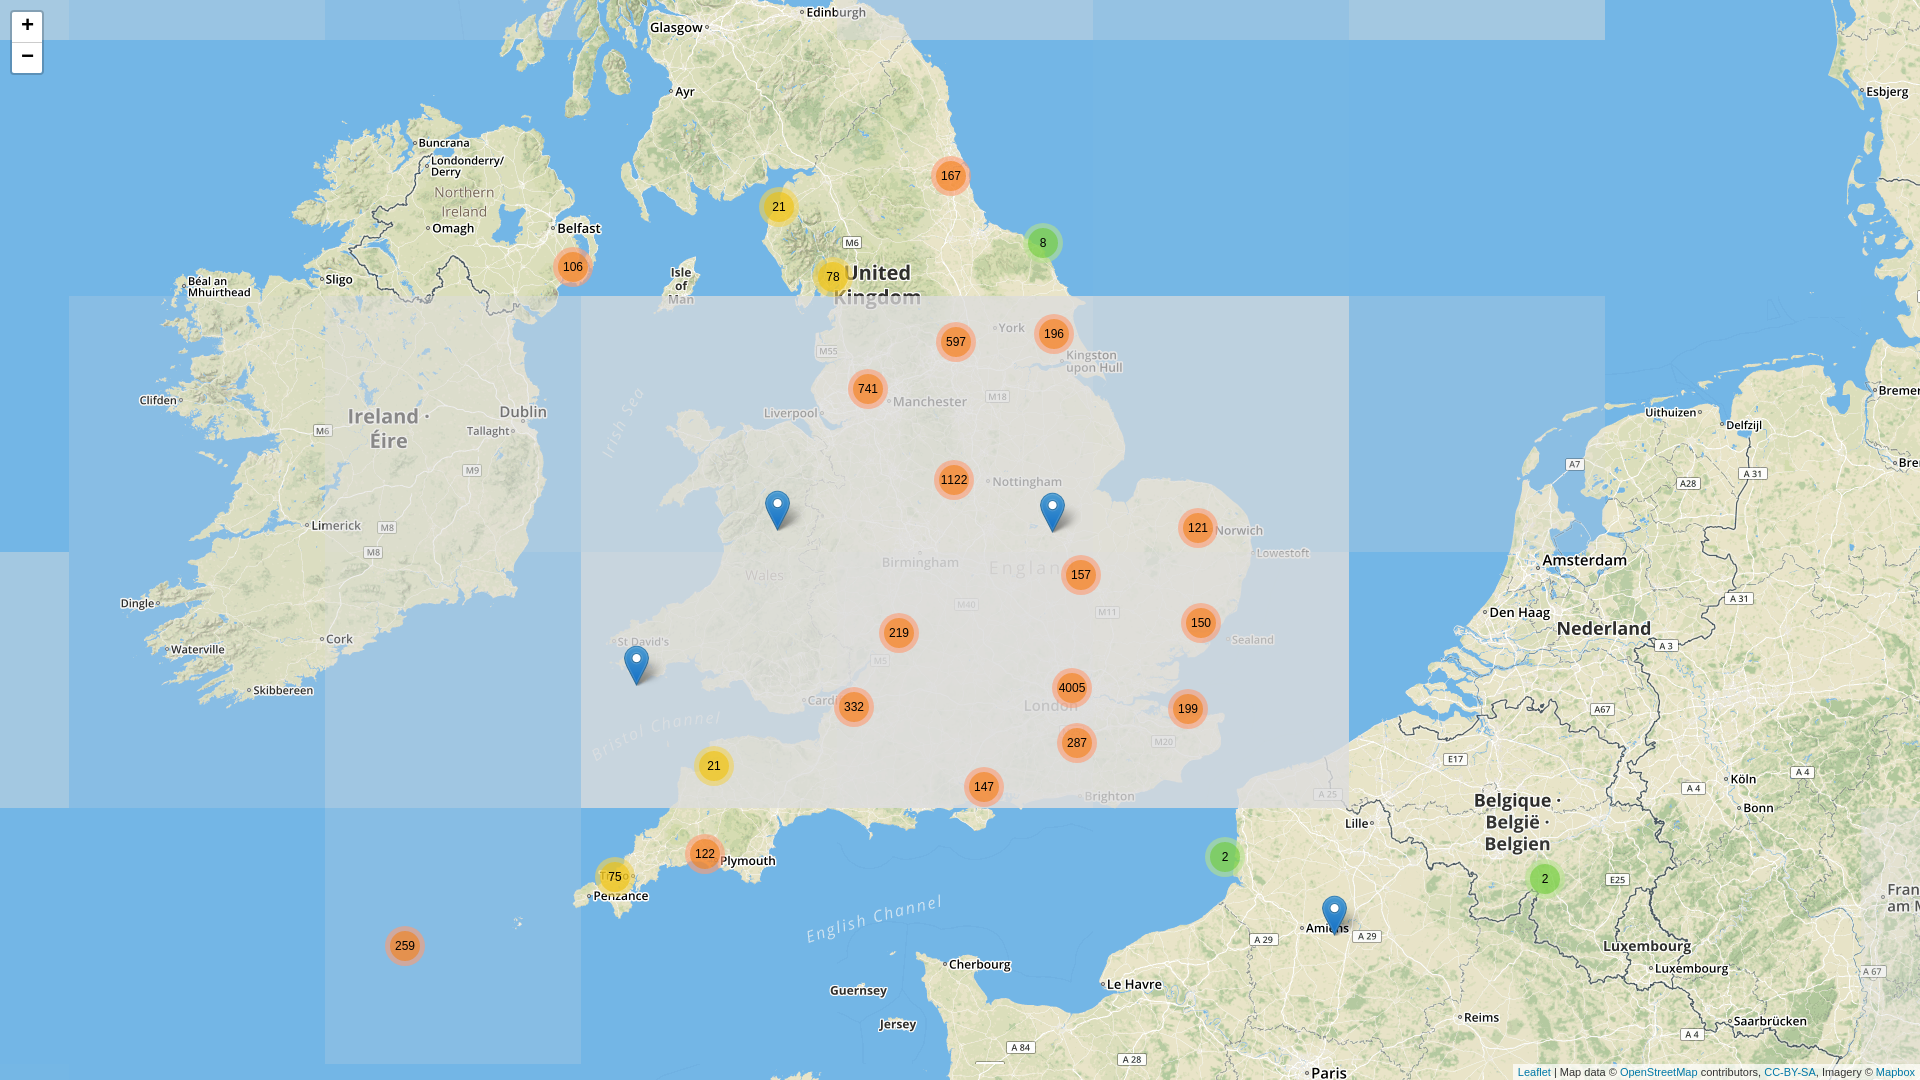 +
−
Edinburgh
Glasgow
Ayr
Esbjerg
Buncrana
Londonderry/
Derry
Northern
Ireland
Omagh
Belfast
167
21
8
M6
78
United
Kingdom
106
Isle
of
Man
Sligo
Béal an
Mhuirthead
York
196
597
M55
Kingston
upon Hull
741
Manchester
M18
Liverpool
Irish Sea
Clifden
Ireland ·
Éire
Dublin
Tallaght
M6
M9
Uithuizen
Delfzijl
A7
A 31
A28
1122
Nottingham
Limerick
M8
M8
121
Norwich
Lowestoft
Birmingham
Wales
England
157
Amsterdam
Dingle
M40
M11
A 31
Den Haag
Nederland
150
219
Cork
Waterville
St David's
Sealand
A 3
M5
Skibbereen
4005
London
332
199
A67
Bristol Channel
287
M20
E17
21
147
Brighton
A 25
A 4
A 4
Köln
Bonn
Belgique ·
België ·
Belgien
Lille
122
Plymouth
2
75
Penzance
2
E25
English Channel
Amiens
A 29
A 29
259
Luxembourg
Luxembourg
A 67
Cherbourg
Le Havre
Guernsey
Jersey
Reims
Saarbrücken
A 4
A 84
A 28
Paris
Leaflet | Map data © OpenStreetMap contributors, CC-BY-SA, Imagery © Mapbox